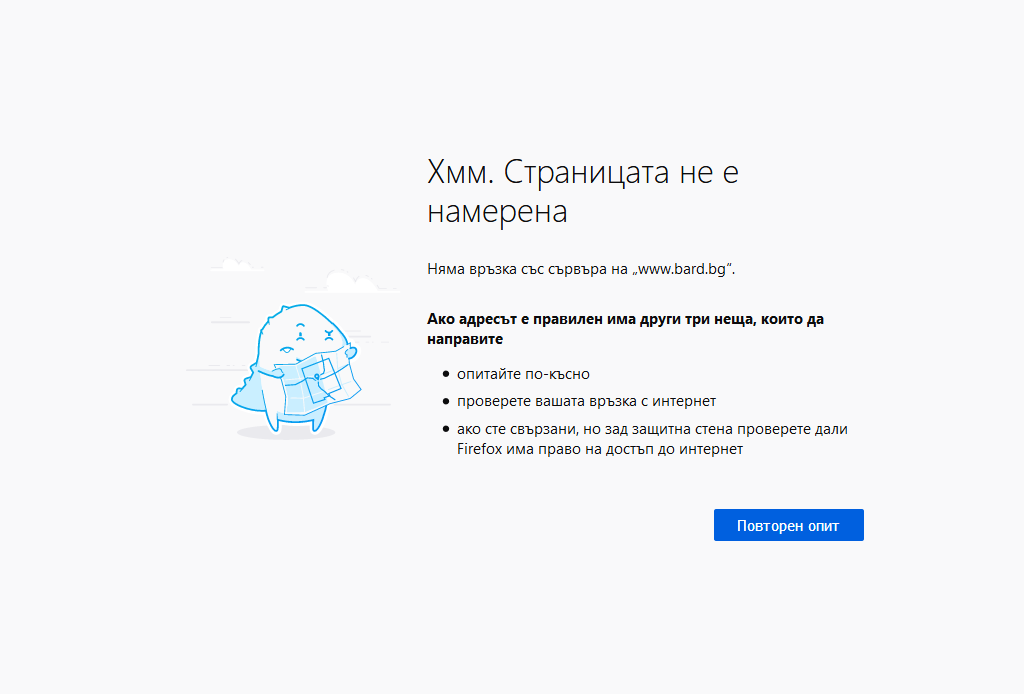 Хмм. Страницата не е
намерена
Няма връзка със сървъра на „www.bard.bg“.
Ако адресът е правилен има други три неща, които да
направите
• опитайте по-късно
• проверете вашата връзка с интернет
• ако сте свързани, но зад защитна стена проверете дали
Firefox има право на достъп до интернет
Повторен опит